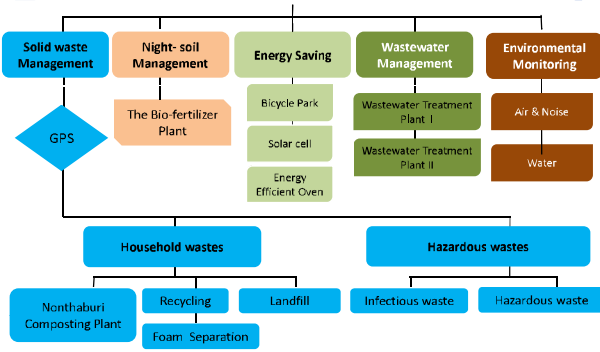 Solid waste
Management
Night- soil
Management
Energy Saving
Wastewater
Management
Environmental
Monitoring
GPS
The Bio-fertilizer
Plant
Bicycle Park
Solar cell
Energy
Efficient Oven
Wastewater Treatment
Plant I
Wastewater Treatment
Plant II
Air & Noise
Water
Household wastes
Hazardous wastes
Nonthaburi
Composting Plant
Recycling
Landfill
Foam Separation
Infectious waste
Hazardous waste